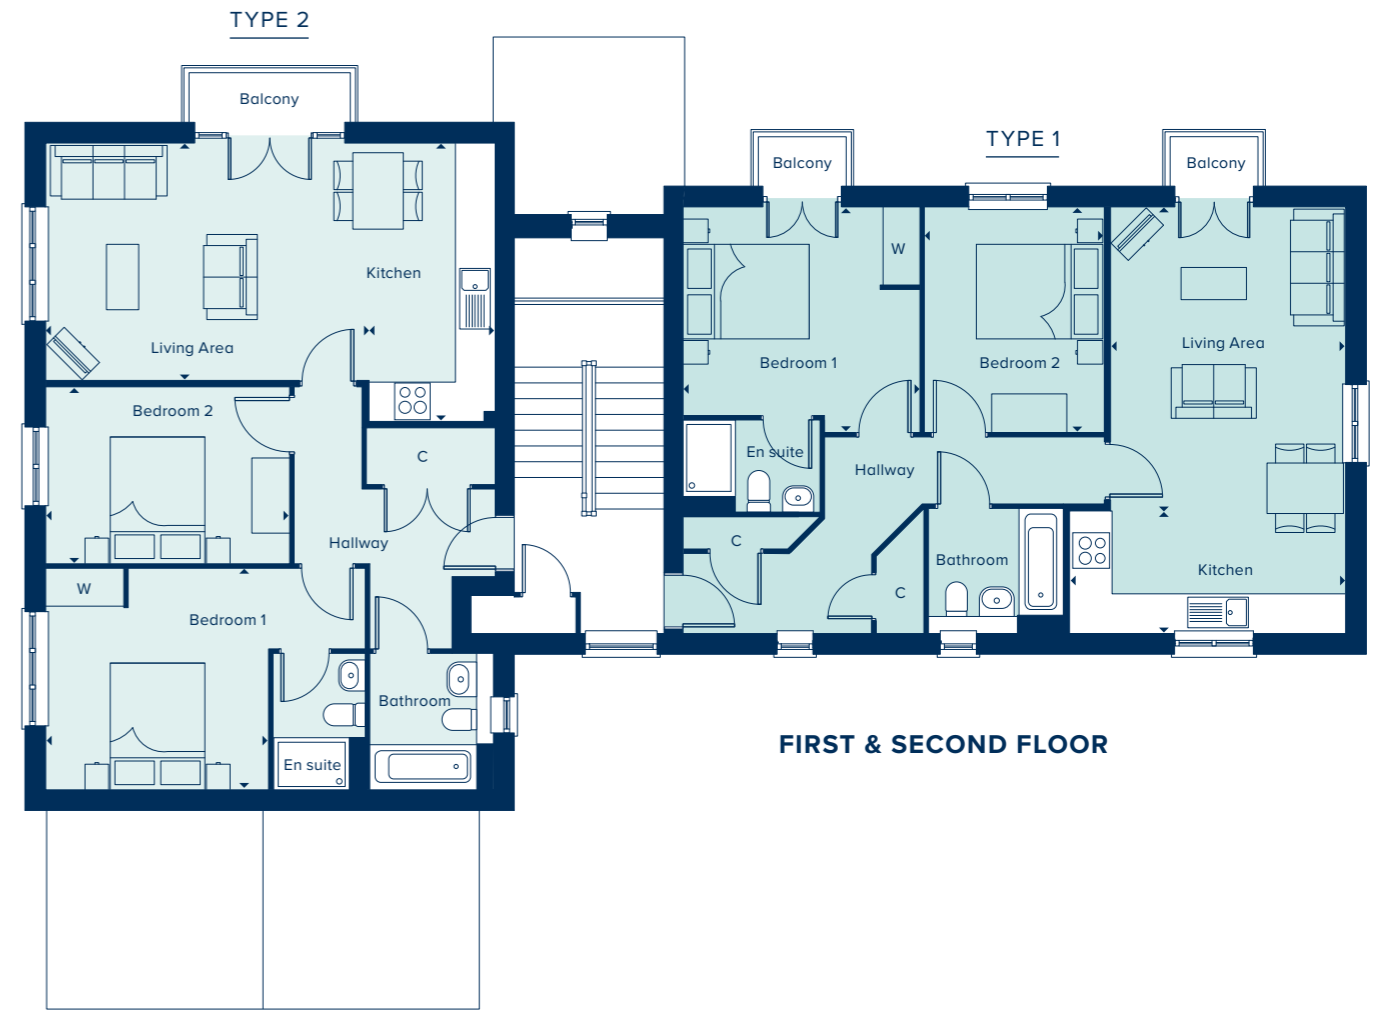 TYPE 2
Balcony
Kitchen
Living Area
Bedroom 2
C
Hallway
W
Bedroom 1
Bathroom
En suite
TYPE 1
Balcony
Balcony
W
Bedroom 1
Bedroom 2
Living Area
En suite
Hallway
C
Bathroom
C
Kitchen
FIRST & SECOND FLOOR